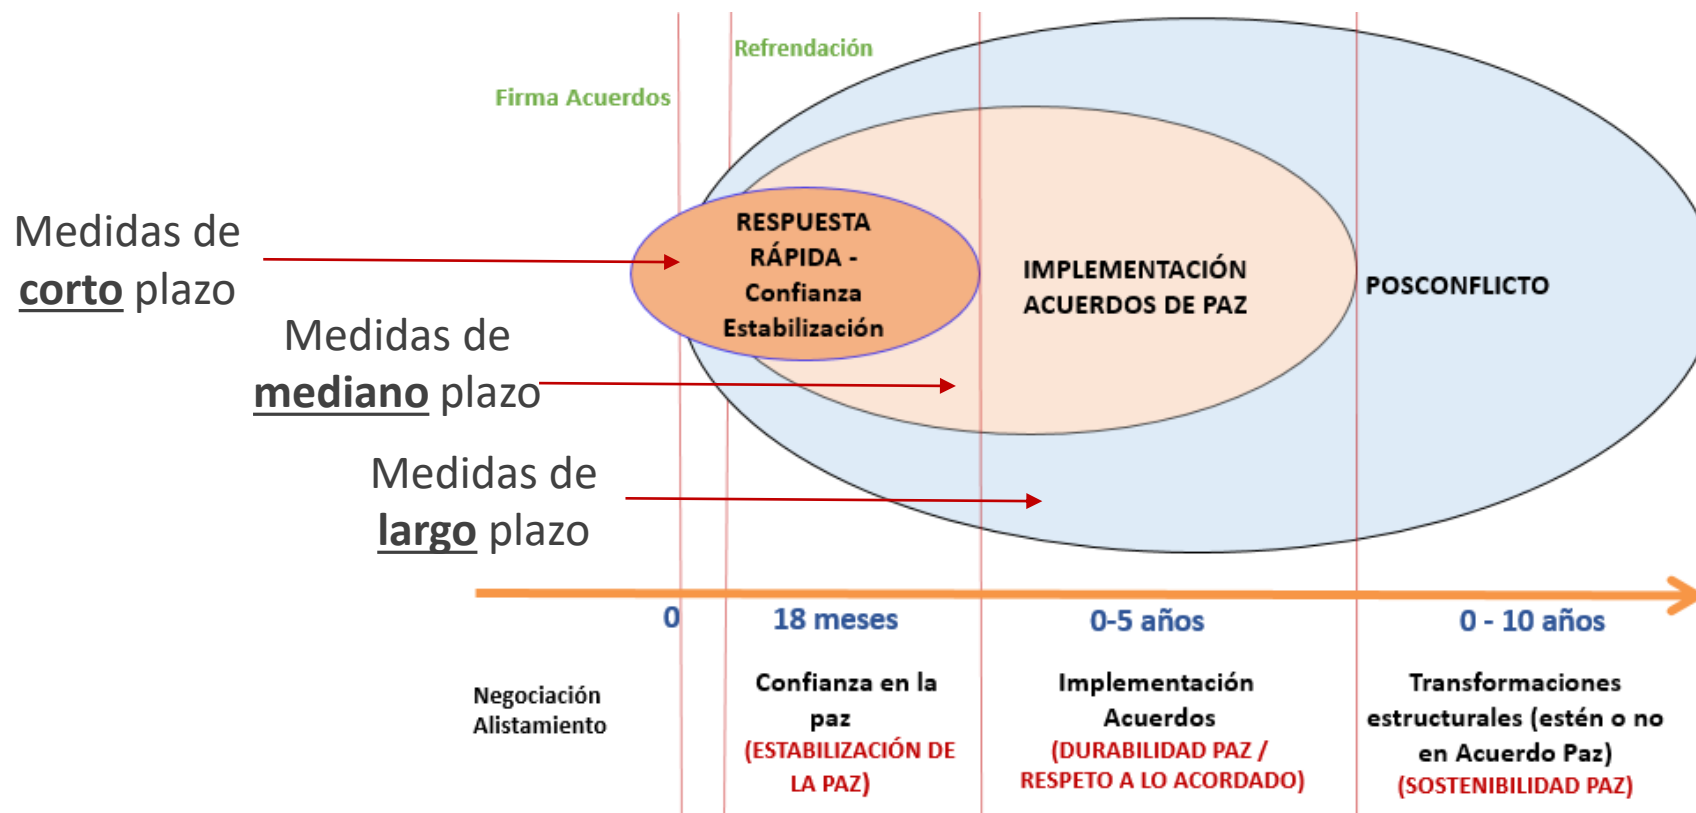 Refrendación
Firma Acuerdos
Medidas de
corto plazo
RESPUESTA
RÁPIDA -
Confianza
Estabilización
IMPLEMENTACIÓN
ACUERDOS DE PAZ
POSCONFLICTO
Medidas de
mediano plazo
Medidas de
largo plazo
0
18 meses
0-5 años
0 - 10 años
Negociación
Alistamiento
Confianza en la
paz
(ESTABILIZACIÓN DE
LA PAZ)
Implementación
Acuerdos
(DURABILIDAD PAZ /
RESPETO A LO ACORDADO)
Transformaciones
estructurales (estén o no
en Acuerdo Paz)
(SOSTENIBILIDAD PAZ)